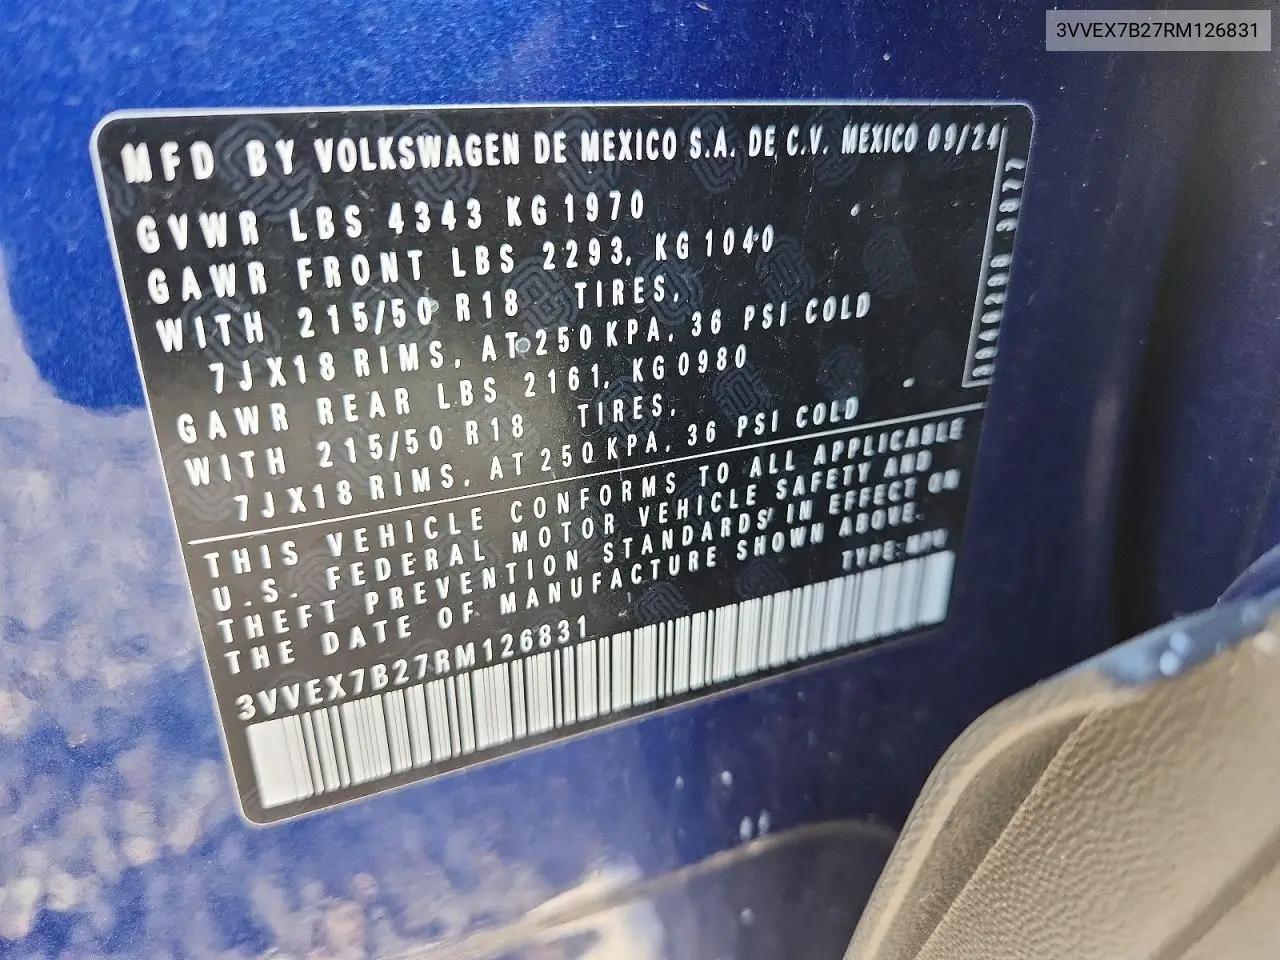 3VVEX7B27RM126831
MFD BY VOLKSWAGEN DE MEXICO S.A. DE C.V. MEXICO 09/24
GVWR LBS 4343 KG 1970
GAWR FRONT LBS 2293, KG 1040
WITH 215/50 R18 TIRES,
7JX18 RIMS, AT 250 KPA, 36 PSI COLD
GAWR REAR LBS 2161, KG 0980
WITH 215/50 R18 TIRES,
7JX18 RIMS, AT 250 KPA, 36 PSI COLD
THIS VEHICLE CONFORMS TO ALL APPLICABLE
U.S. FEDERAL MOTOR VEHICLE SAFETY AND
THEFT PREVENTION STANDARDS IN EFFECT ON
THE DATE OF MANUFACTURE SHOWN ABOVE.
TYPE: MPV
3VVEX7B27RM126831